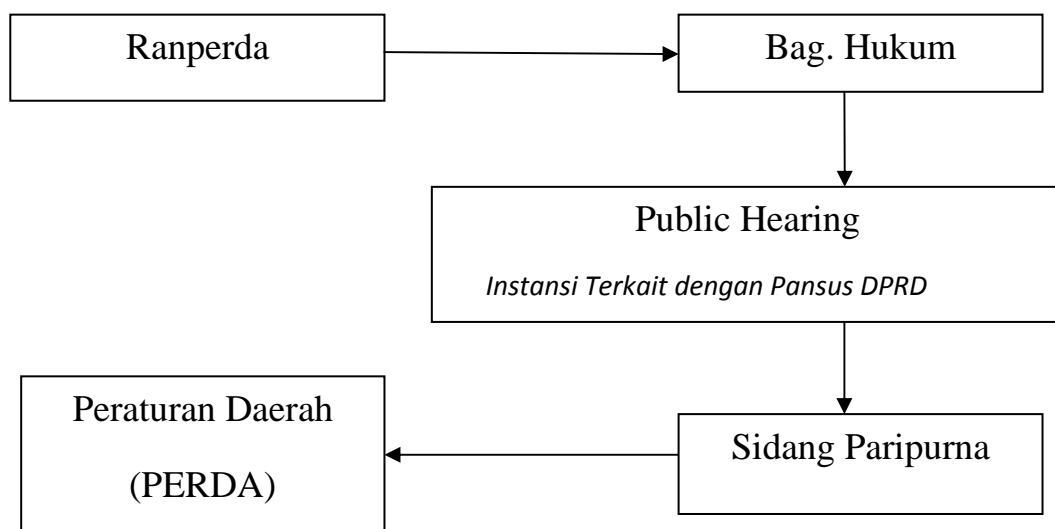 Ranperda
Bag. Hukum
Public Hearing
Instansi Terkait dengan Pansus DPRD
Sidang Paripurna
Peraturan Daerah
(PERDA)